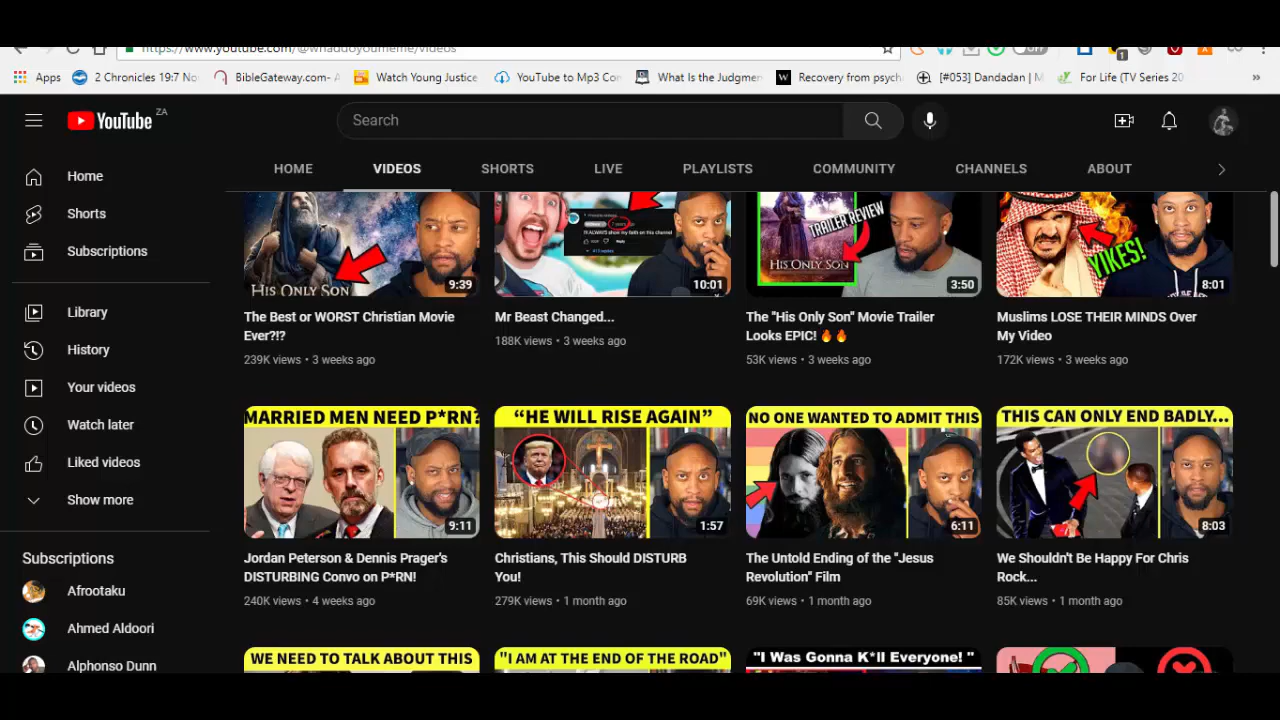 https://www.youtube.com/@whaddoyoumeme/videos
Apps
2 Chronicles 19:7 No
BibleGateway.com- A
Watch Young Justice
YouTube to Mp3 Con
What Is the Judgmen
Recovery from psych
[#053] Dandadan | M
For Life (TV Series 20
»
YouTube ZA
Search
HOME VIDEOS SHORTS LIVE PLAYLISTS COMMUNITY CHANNELS ABOUT
Home
Shorts
Subscriptions
Library
History
Your videos
Watch later
Liked videos
Show more
Subscriptions
Afrootaku
Ahmed Aldoori
Alphonso Dunn
HIS ONLY SON
9:39
The Best or WORST Christian Movie
Ever?!?
239K views • 3 weeks ago
10:01
Mr Beast Changed...
188K views • 3 weeks ago
TRAILER REVIEW
HIS ONLY SON
3:50
The "His Only Son" Movie Trailer
Looks EPIC! 🔥🔥
53K views • 3 weeks ago
YIKES!
8:01
Muslims LOSE THEIR MINDS Over
My Video
172K views • 3 weeks ago
MARRIED MEN NEED P*RN?
9:11
Jordan Peterson & Dennis Prager's
DISTURBING Convo on P*RN!
240K views • 4 weeks ago
“HE WILL RISE AGAIN”
1:57
Christians, This Should DISTURB
You!
279K views • 1 month ago
NO ONE WANTED TO ADMIT THIS
6:11
The Untold Ending of the "Jesus
Revolution" Film
69K views • 1 month ago
THIS CAN ONLY END BADLY...
8:03
We Shouldn't Be Happy For Chris
Rock...
85K views • 1 month ago
WE NEED TO TALK ABOUT THIS
"I AM AT THE END OF THE ROAD"
"I Was Gonna K*ll Everyone! "